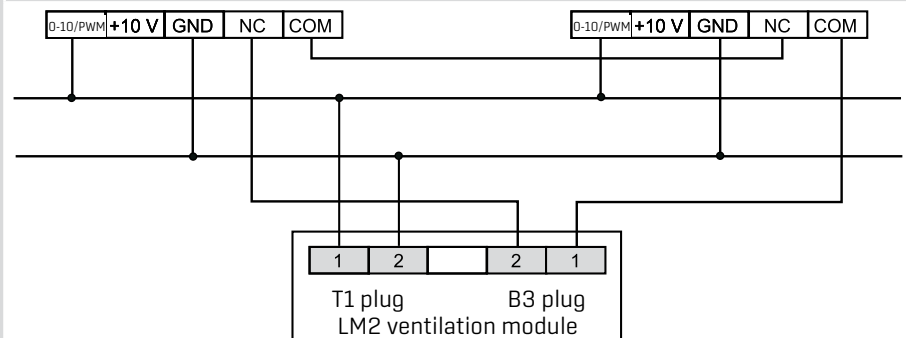 0-10/PWM +10 V GND NC COM 0-10/PWM +10 V GND NC COM
1 2 2 1
T1 plug B3 plug
LM2 ventilation module